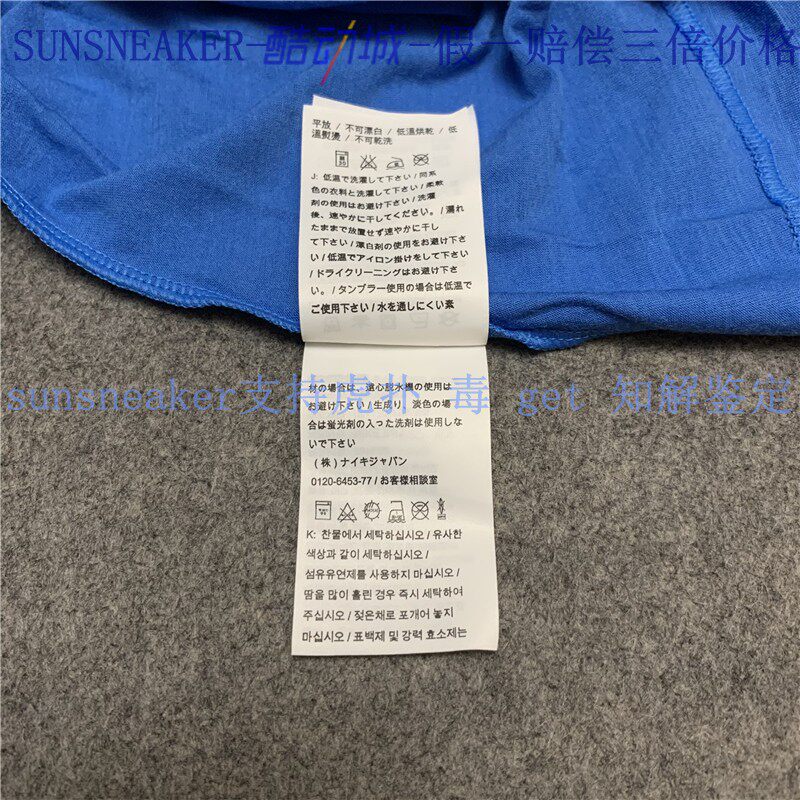 SUNSNEAKER-酷动城-假一赔偿三倍价格
平放 / 不可漂白 / 低溫烘乾 / 低
溫熨燙 / 不可乾洗
J: 低温で洗濯して下さい / 同系
色の衣料と洗濯して下さい / 柔軟
剤の使用はお避け下さい / 洗濯
後、速やかに干してください。/ 濡れ
たままで放置せず速やかに干し
て下さい / 漂白剤の使用をお避け下さ
い / 低温でアイロン掛けをして下さい
/ ドライクリーニングはお避け下さ
い。/ タンブラー使用の場合は低温で
ご使用下さい / 水を通しにくい素
材の場合は、遠心脱水機の使用は
sunsneaker支持虎扑 毒 get 知解鉴定
お避け下さい / 生成り、淡色の場
合は蛍光剤の入った洗剤は使用しな
いで下さい
(株) ナイキジャパン
0120-6453-77 / お客様相談室
K: 찬물에서 세탁하십시오 / 유사한
색상과 같이 세탁하십시오 /
섬유유연제를 사용하지 마십시오 /
땀을 많이 흘린 경우 즉시 세탁하여
주십시오 / 젖은채로 포개어 놓지
마십시오 / 표백제 및 강력 효소제는